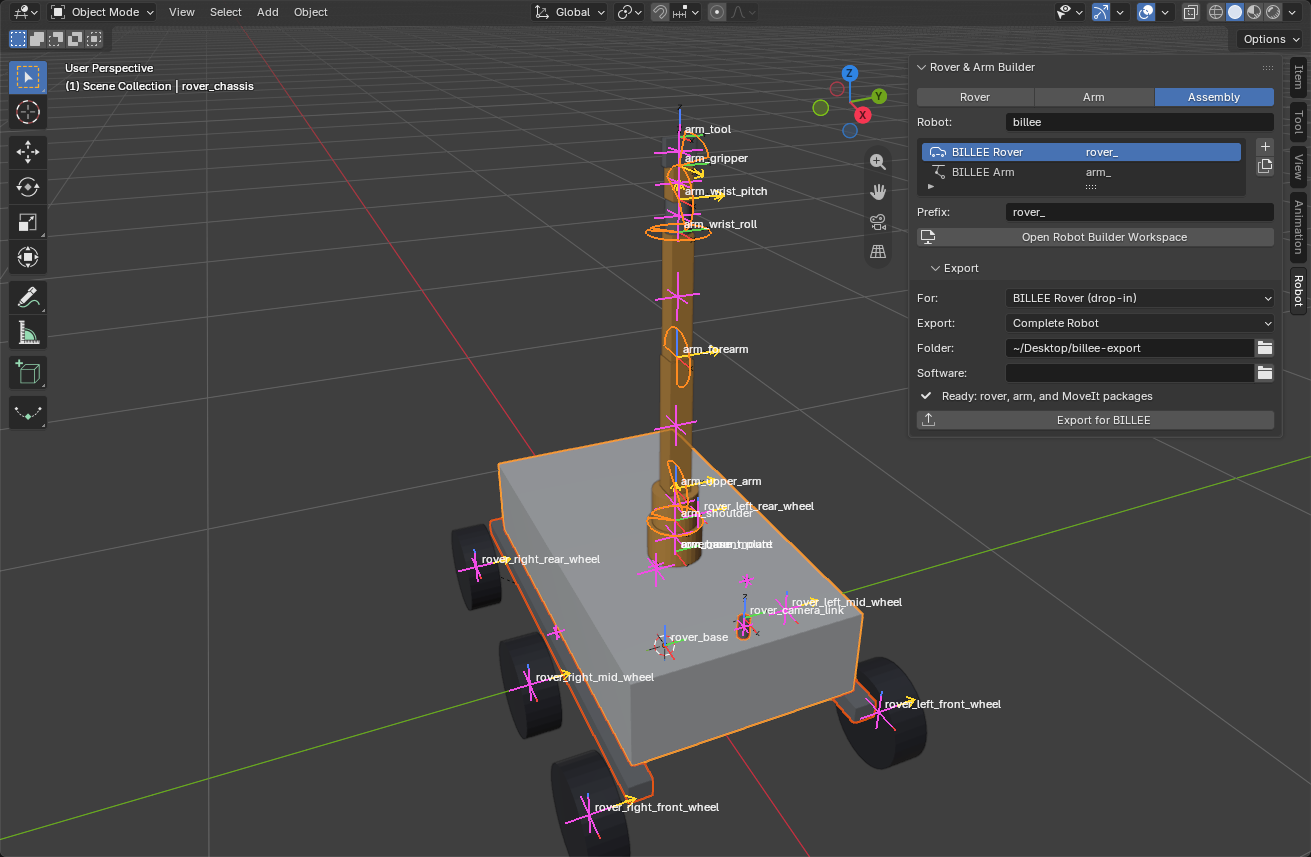 Object Mode
View Select Add Object
Global
Options
User Perspective
(1) Scene Collection | rover_chassis
Z
Y
X
Rover & Arm Builder
Rover Arm Assembly
Robot: billee
BILLEE Rover rover_
BILLEE Arm arm_
Prefix: rover_
Open Robot Builder Workspace
Export
For: BILLEE Rover (drop-in)
Export: Complete Robot
Folder: ~/Desktop/billee-export
Software:
Ready: rover, arm, and MoveIt packages
Export for BILLEE
Item
Tool
View
Animation
Robot
z
arm_tool
arm_gripper
arm_wrist_pitch
arm_wrist_roll
arm_forearm
arm_upper_arm
rover_left_rear_wheel
arm_shoulder
rover_right_rear_wheel
z
rover_left_mid_wheel
rover_camera_link
rover_base
rover_right_mid_wheel
rover_left_front_wheel
rover_right_front_wheel